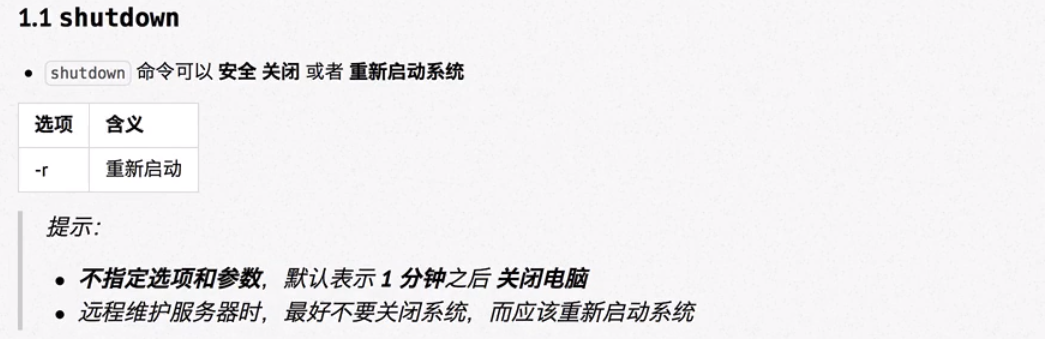 1.1 shutdown
• shutdown 命令可以 安全 关闭 或者 重新启动系统
选项 含义
-r 重新启动
提示：
• 不指定选项和参数，默认表示 1 分钟之后 关闭电脑
• 远程维护服务器时，最好不要关闭系统，而应该重新启动系统